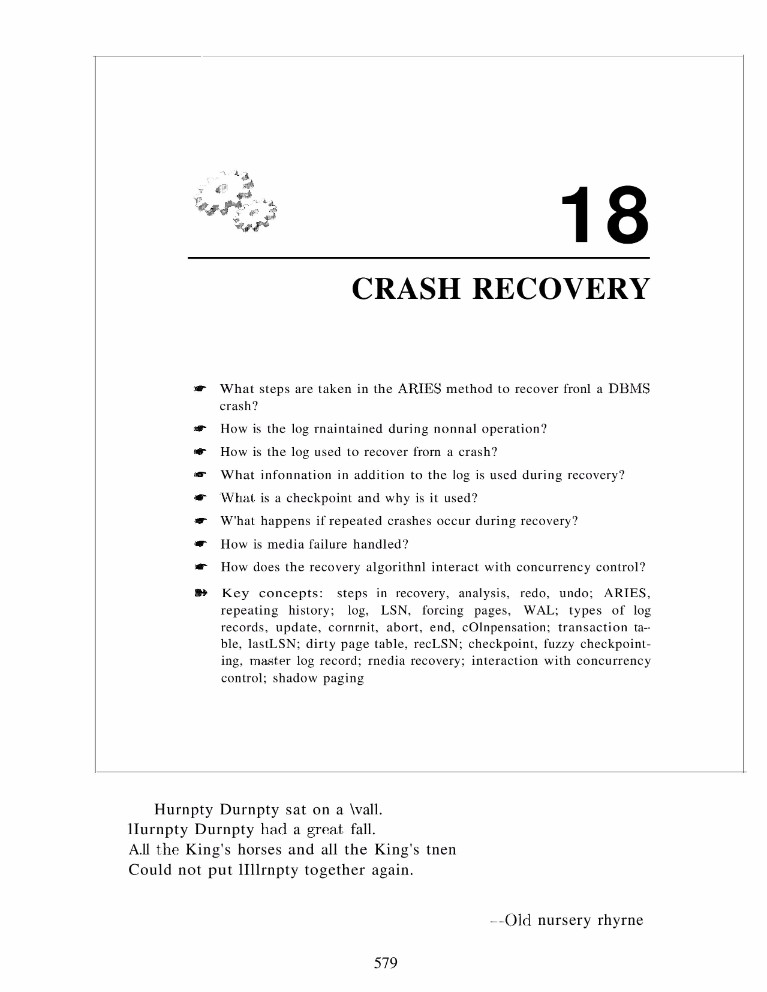 18
CRASH RECOVERY
☛ What steps are taken in the ARIES method to recover fronl a DBMS
crash?
☛ How is the log rnaintained during nonnal operation?
☛ How is the log used to recover frorn a crash?
☛ What infonnation in addition to the log is used during recovery?
☛ What is a checkpoint and why is it used?
☛ W'hat happens if repeated crashes occur during recovery?
☛ How is media failure handled?
☛ How does the recovery algorithnl interact with concurrency control?
➽ Key concepts: steps in recovery, analysis, redo, undo; ARIES,
repeating history; log, LSN, forcing pages, WAL; types of log
records, update, cornrnit, abort, end, cOlnpensation; transaction ta-
ble, lastLSN; dirty page table, recLSN; checkpoint, fuzzy checkpoint-
ing, master log record; rnedia recovery; interaction with concurrency
control; shadow paging
Hurnpty Durnpty sat on a \vall.
lIurnpty Durnpty had a great fall.
A.ll the King's horses and all the King's tnen
Could not put lIllrnpty together again.
--Old nursery rhyrne
579